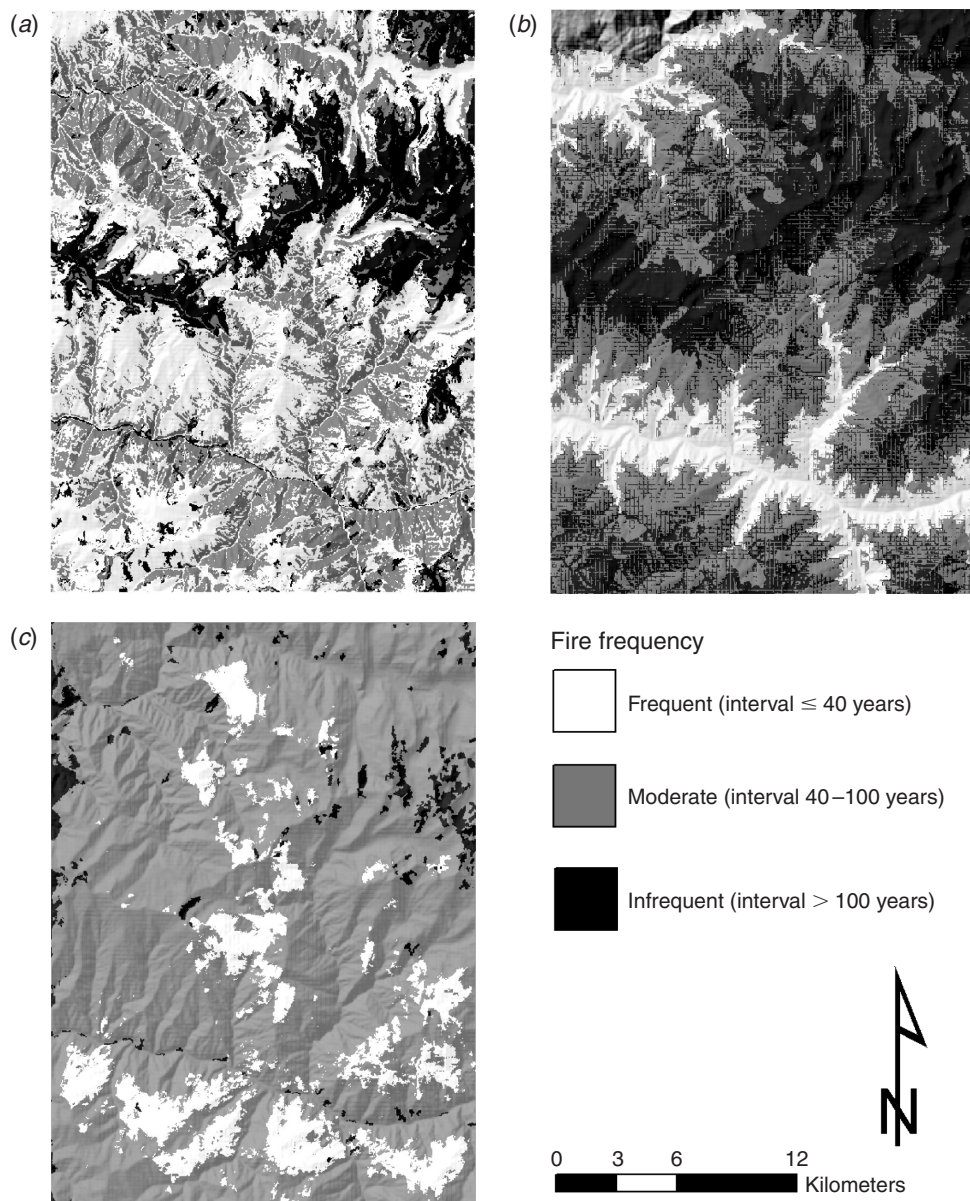 (a)
(b)
(c)
Fire frequency
Frequent (interval ≤ 40 years)
Moderate (interval 40–100 years)
Infrequent (interval > 100 years)
N
0 3 6 12
Kilometers